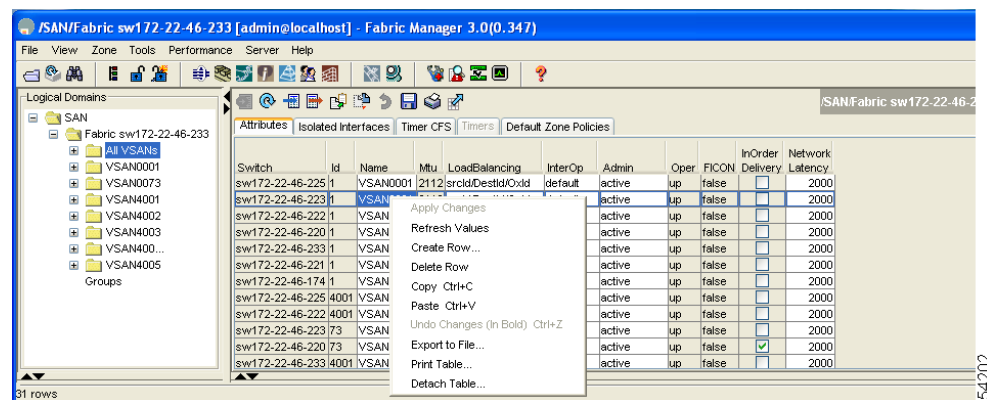 /SAN/Fabric sw172-22-46-233 [admin@localhost] - Fabric Manager 3.0(0.347)
File View Zone Tools Performance Server Help
Logical Domains
/SAN/Fabric sw172-22-46-2
SAN
Fabric sw172-22-46-233
All VSANs
VSAN0001
VSAN0073
VSAN4001
VSAN4002
VSAN4003
VSAN400...
VSAN4005
Groups
Attributes Isolated Interfaces Timer CFS Timers Default Zone Policies
Switch Id Name Mtu LoadBalancing InterOp Admin Oper FICON InOrder Delivery Network Latency
sw172-22-46-225 1 VSAN0001 2112 srcId/DestId/OxId default active up false 2000
sw172-22-46-223 1 VSAN active up false 2000
sw172-22-46-222 1 VSAN active up false 2000
sw172-22-46-220 1 VSAN active up false 2000
sw172-22-46-233 1 VSAN active up false 2000
sw172-22-46-221 1 VSAN active up false 2000
sw172-22-46-174 1 VSAN active up false 2000
sw172-22-46-225 4001 VSAN active up false 2000
sw172-22-46-222 4001 VSAN active up false 2000
sw172-22-46-223 73 VSAN active up false 2000
sw172-22-46-220 73 VSAN active up false 2000
sw172-22-46-233 4001 VSAN active up false 2000
Apply Changes
Refresh Values
Create Row...
Delete Row
Copy Ctrl+C
Paste Ctrl+V
Undo Changes (In Bold) Ctrl+Z
Export to File...
Print Table...
Detach Table...
31 rows
154202